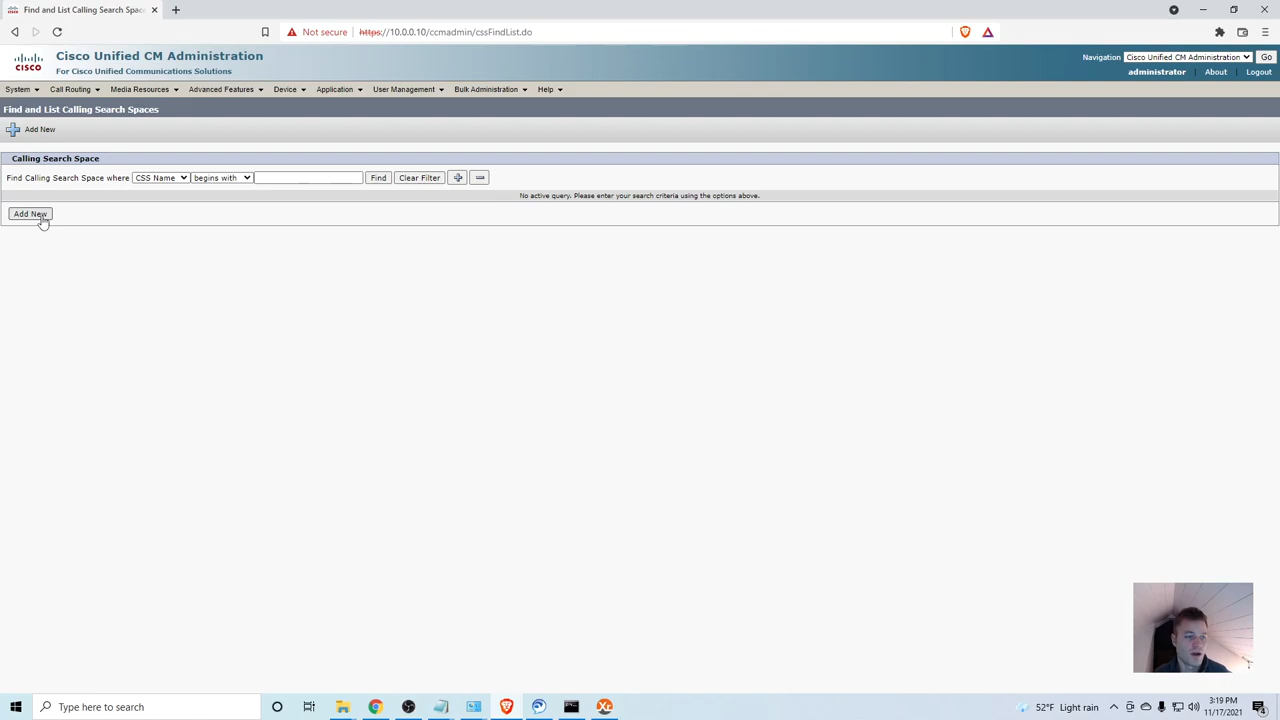 Find and List Calling Search Space
Not secure https://10.0.0.10/ccmadmin/cssFindList.do
Cisco Unified CM Administration
For Cisco Unified Communications Solutions
CISCO
Navigation Cisco Unified CM Administration Go
administrator About Logout
System Call Routing Media Resources Advanced Features Device Application User Management Bulk Administration Help
Find and List Calling Search Spaces
Add New
Calling Search Space
Find Calling Search Space where CSS Name begins with Find Clear Filter
No active query. Please enter your search criteria using the options above.
Add New
Type here to search
52°F Light rain
3:19 PM
11/17/2021
4